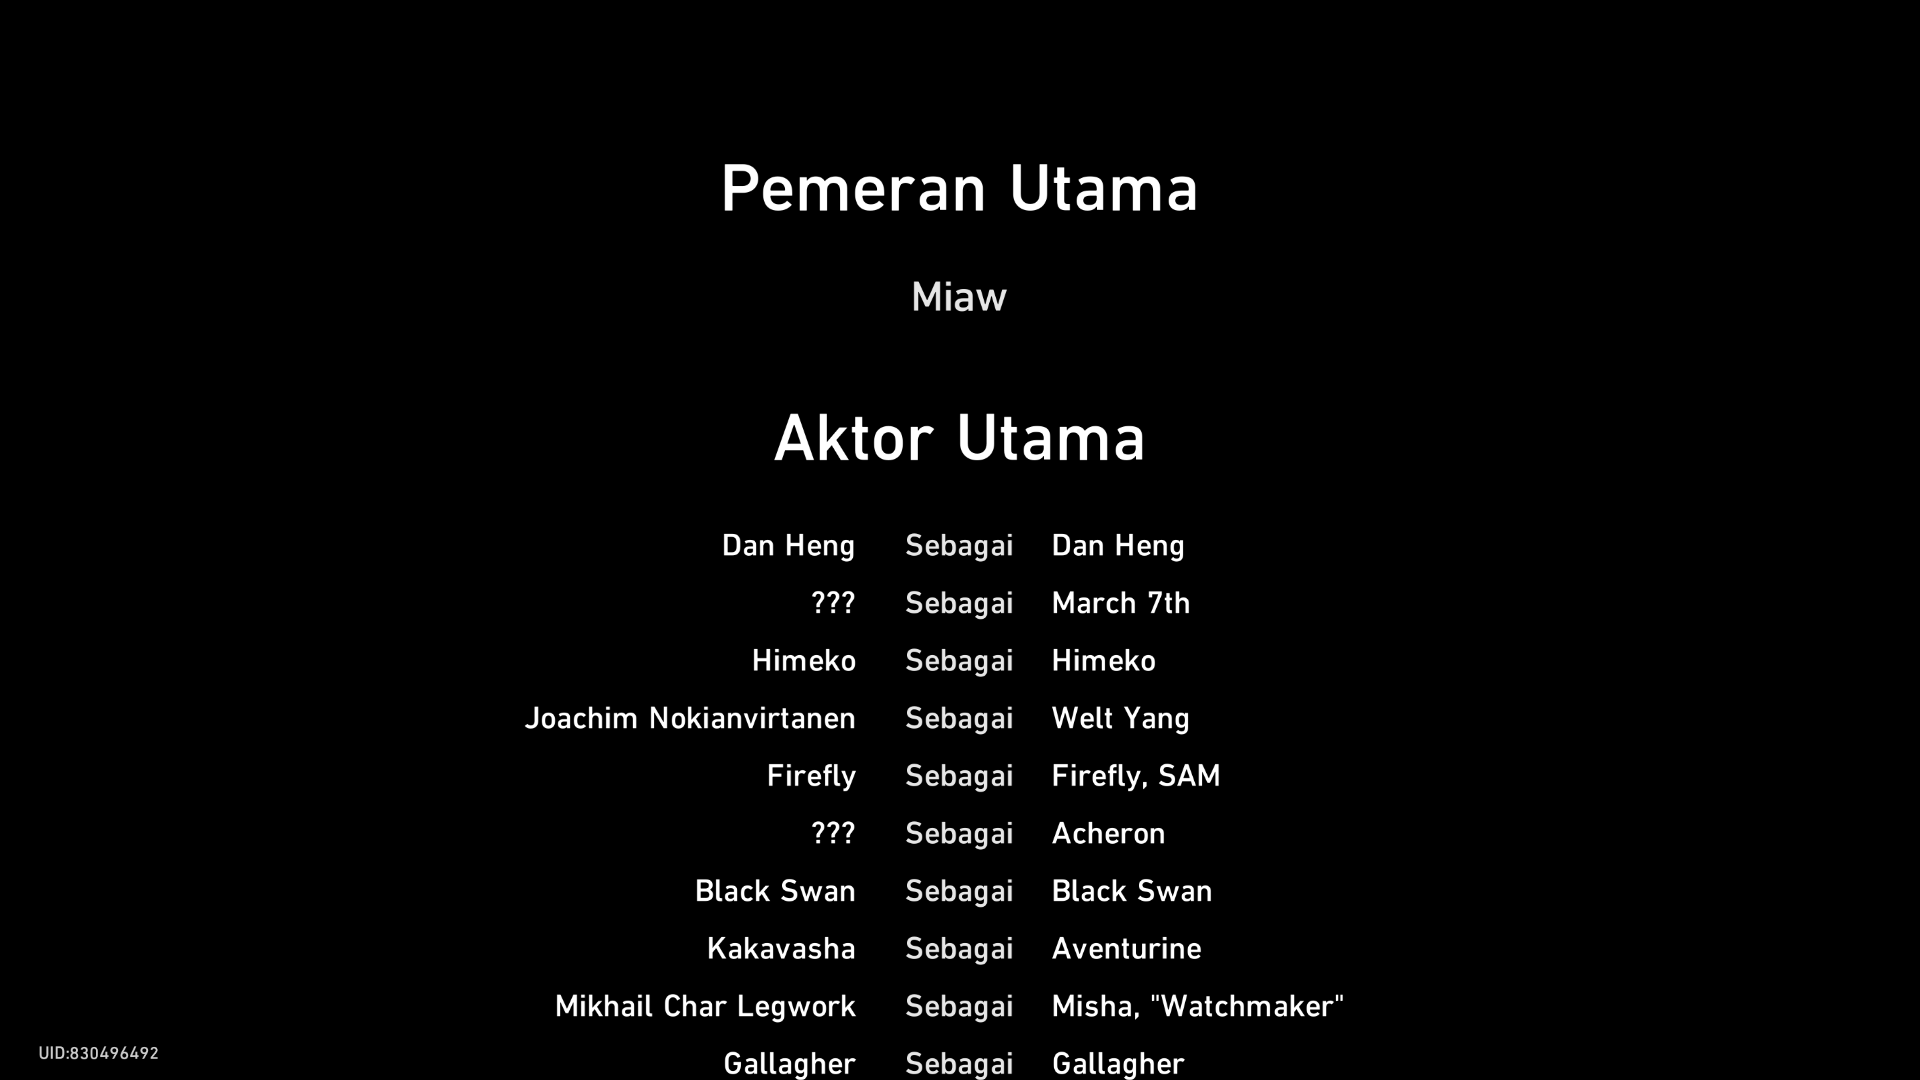 Pemeran Utama
Miaw
Aktor Utama
Dan Heng Sebagai Dan Heng
??? Sebagai March 7th
Himeko Sebagai Himeko
Joachim Nokianvirtanen Sebagai Welt Yang
Firefly Sebagai Firefly, SAM
??? Sebagai Acheron
Black Swan Sebagai Black Swan
Kakavasha Sebagai Aventurine
Mikhail Char Legwork Sebagai Misha, "Watchmaker"
Gallagher Sebagai Gallagher
UID:830496492